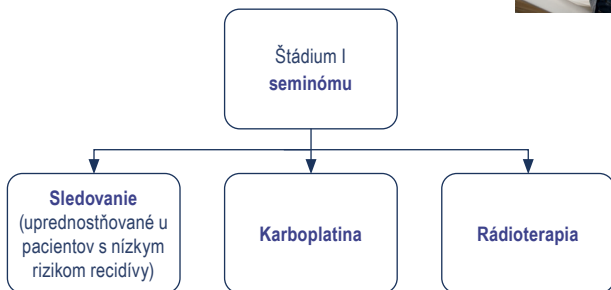 Štádium I
seminómu
Sledovanie
(uprednostňované u
pacientov s nízkym
rizikom recidívy)
Karboplatina
Rádioterapia